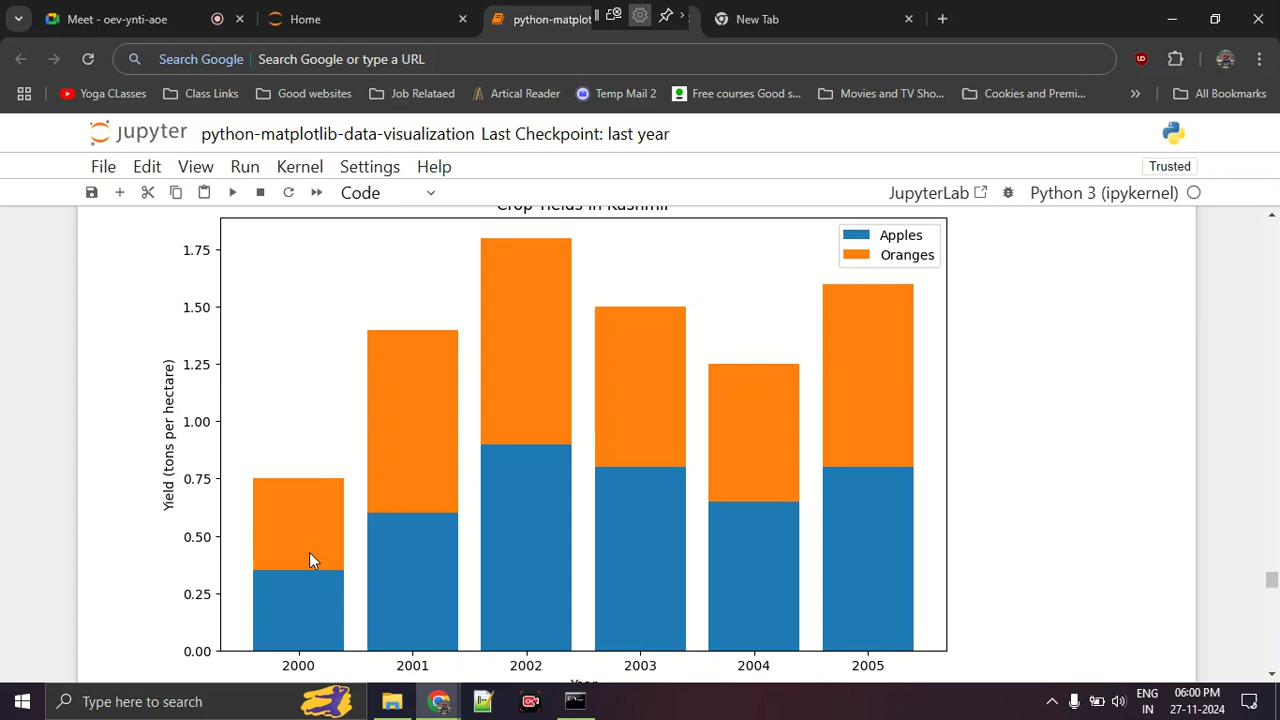 Meet - oev-ynti-aoe
Home
python-matplot
New Tab
Search Google
Search Google or type a URL
Yoga CLasses
Class Links
Good websites
Job Relataed
Artical Reader
Temp Mail 2
Free courses Good s...
Movies and TV Sho...
Cookies and Premi...
All Bookmarks
jupyter
python-matplotlib-data-visualization Last Checkpoint: last year
File Edit View Run Kernel Settings Help
Trusted
Code
JupyterLab
Python 3 (ipykernel)
Crop Yields in Kashmir
Apples
Oranges
1.75
1.50
1.25
1.00
0.75
0.50
0.25
0.00
Yield (tons per hectare)
2000 2001 2002 2003 2004 2005
Year
Type here to search
ENG
IN
06:00 PM
27-11-2024